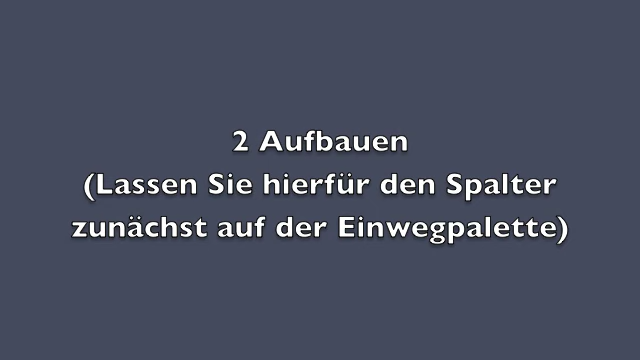 2 Aufbauen
(Lassen Sie hierfür den Spalter
zunächst auf der Einwegpalette)